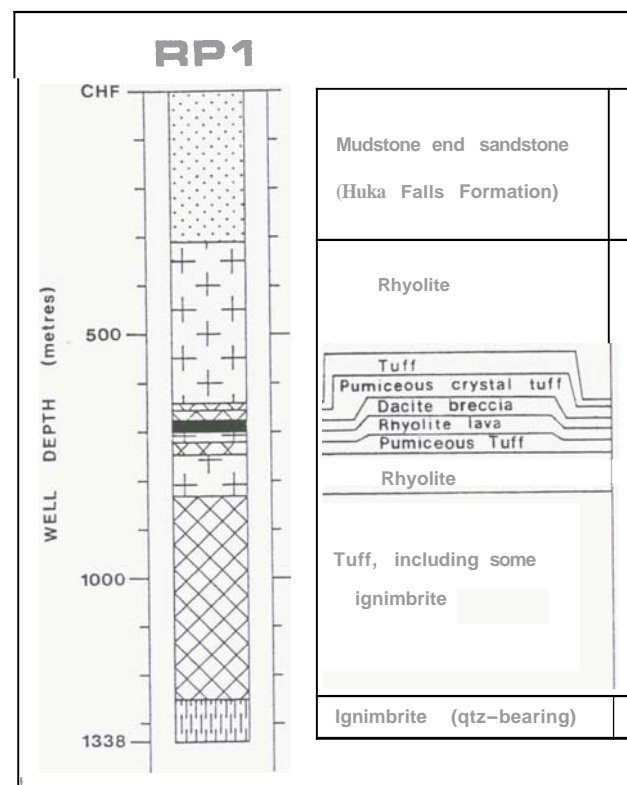 RP1
CHF
WELL DEPTH (metres)
500
1000
1338
Mudstone end sandstone
(Huka Falls Formation)
Rhyolite
Tuff
Pumiceous crystal tuff
Dacite breccia
Rhyolite lava
Pumiceous Tuff
Rhyolite
Tuff, including some
ignimbrite
Ignimbrite (qtz-bearing)